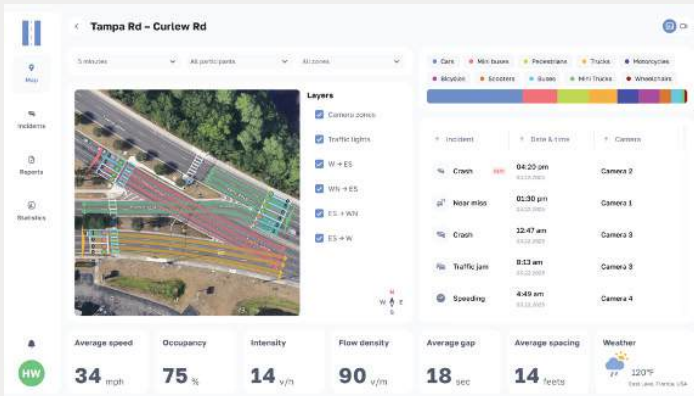 Tampa Rd – Curlew Rd
5 minutes
All participants
All zones
Cars
Mini buses
Pedestrians
Trucks
Motorcycles
Bicycles
Scooters
Buses
Mini Trucks
Wheelchairs
Map
Incidents
Reports
Statistics
Layers
Camera zones
Traffic lights
W → ES
WN → ES
ES → WN
ES → W
N
W E
S
Incident
Date & time
Camera
Crash
04:20 pm
Camera 2
Near miss
01:30 pm
Camera 1
Crash
12:47 am
Camera 3
Traffic jam
8:13 am
Camera 3
Speeding
4:49 am
Camera 4
HW
Average speed
34 mph
Occupancy
75 %
Intensity
14 v/h
Flow density
90 v/m
Average gap
18 sec
Average spacing
14 feets
Weather
120°F